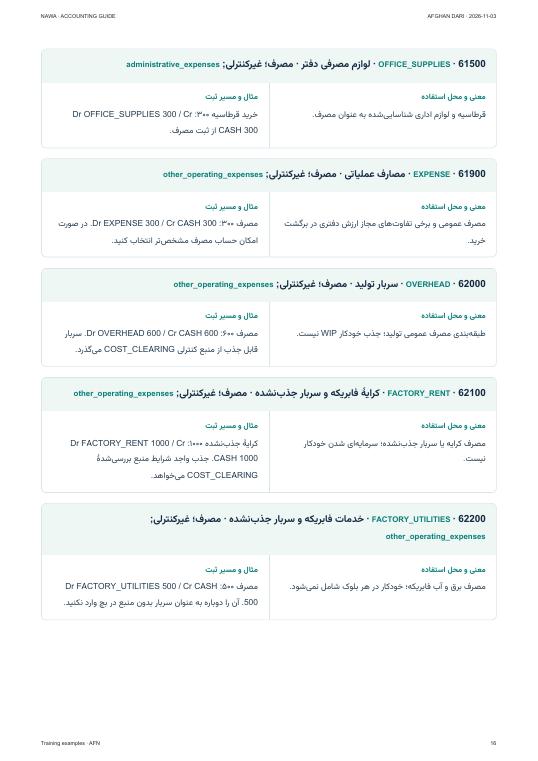 NAWA · ACCOUNTING GUIDE
AFGHAN DARI · 2026-11-03
61500 · OFFICE_SUPPLIES · لوازم مصرفی دفتر · مصرف؛ غیرکنترلی; administrative_expenses
معنی و محل استفاده
قرطاسیه و لوازم اداری شناسایی‌شده به عنوان مصرف.
مثال و مسیر ثبت
خرید قرطاسیه ۳۰۰: Dr OFFICE_SUPPLIES 300 / Cr
CASH 300 از ثبت مصرف.
61900 · EXPENSE · مصارف عملیاتی · مصرف؛ غیرکنترلی; other_operating_expenses
معنی و محل استفاده
مصرف عمومی و برخی تفاوت‌های مجاز ارزش دفتری در برگشت
خرید.
مثال و مسیر ثبت
مصرف ۳۰۰: Dr EXPENSE 300 / Cr CASH 300. در صورت
امکان حساب مصرف مشخص‌تر انتخاب کنید.
62000 · OVERHEAD · سربار تولید · مصرف؛ غیرکنترلی; other_operating_expenses
معنی و محل استفاده
طبقه‌بندی مصرف عمومی تولید؛ جذب خودکار WIP نیست.
مثال و مسیر ثبت
مصرف ۶۰۰: Dr OVERHEAD 600 / Cr CASH 600. سربار
قابل جذب از منبع کنترلی COST_CLEARING می‌گذرد.
62100 · FACTORY_RENT · کرایهٔ فابریکه و سربار جذب‌نشده · مصرف؛ غیرکنترلی; other_operating_expenses
معنی و محل استفاده
مصرف کرایه یا سربار جذب‌نشده؛ سرمایه‌ای شدن خودکار
نیست.
مثال و مسیر ثبت
کرایهٔ جذب‌نشده ۱۰۰۰: Dr FACTORY_RENT 1000 / Cr
CASH 1000. جذب واجد شرایط منبع بررسی‌شدهٔ
COST_CLEARING می‌خواهد.
62200 · FACTORY_UTILITIES · خدمات فابریکه و سربار جذب‌نشده · مصرف؛ غیرکنترلی;
other_operating_expenses
معنی و محل استفاده
مصرف برق و آب فابریکه؛ خودکار در هر بلوک شامل نمی‌شود.
مثال و مسیر ثبت
مصرف ۵۰۰: Dr FACTORY_UTILITIES 500 / Cr CASH
500. آن را دوباره به عنوان سربار بدون منبع در بچ وارد نکنید.
Training examples · AFN
16